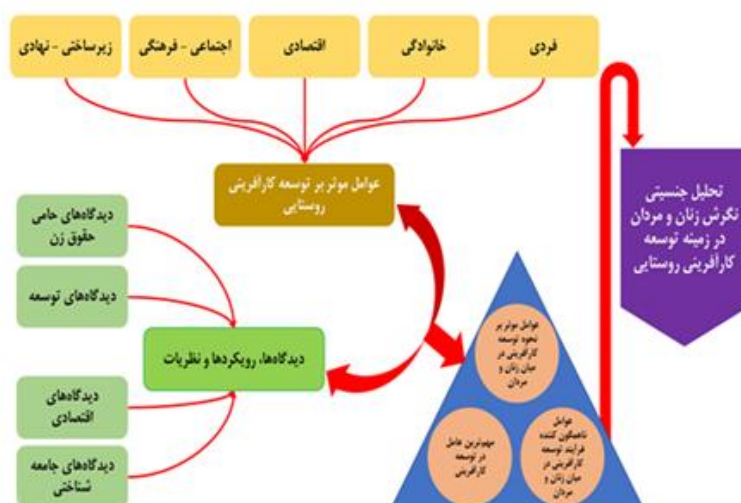 زیرساختی - نهادی
اجتماعی - فرهنگی
اقتصادی
خانوادگی
فردی
عوامل موثر بر توسعه کارآفرینی
روستایی
تحلیل جنسیتی
نگرش زنان و مردان
در زمینه توسعه
کارآفرینی روستایی
دیدگاه‌های حامی
حقوق زن
دیدگاه‌های توسعه
دیدگاه‌ها، رویکردها و نظریات
دیدگاه‌های
اقتصادی
دیدگاه‌های جامعه
شناختی
عوامل موثر بر
نحوه توسعه
کارآفرینی در
میان زنان و
مردان
مهم‌ترین عامل
در توسعه
کارآفرینی
عوامل
ناهمگون کننده
فرآیند توسعه
کارآفرینی در
میان زنان و
مردان